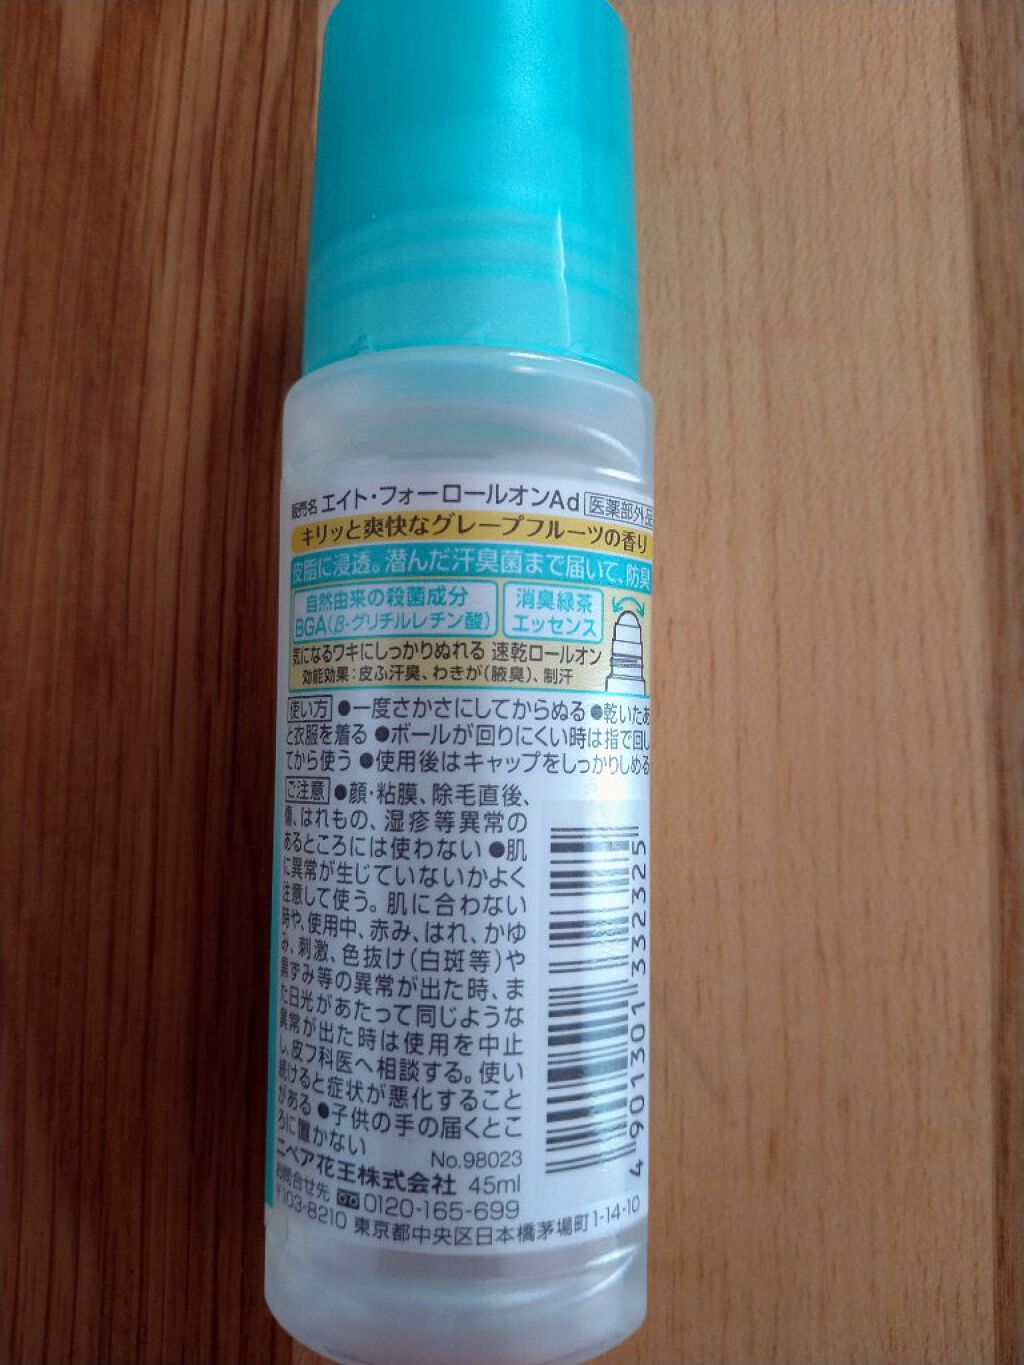 販売名 エイト・フォーロールオンAd 医薬部外品
キリッと爽快なグレープフルーツの香り
皮脂に浸透。潜んだ汗臭菌まで届いて、防臭
自然由来の殺菌成分
BGA(β-グリチルレチン酸)
消臭緑茶
エッセンス
気になるワキにしっかりぬれる 速乾ロールオン
効能効果:皮ふ汗臭、わきが(腋臭)、制汗
使い方 ●一度さかさにしてからぬる ●乾いたあ
と衣服を着る ●ボールが回りにくい時は指で回し
てから使う ●使用後はキャップをしっかりしめる
ご注意 ●顔・粘膜、除毛直後、
傷、はれもの、湿疹等異常の
あるところには使わない ●肌
に異常が生じていないかよく
注意して使う。肌に合わない
時や、使用中、赤み、はれ、かゆ
み、刺激、色抜け(白斑等)や
黒ずみ等の異常が出た時、ま
た日光があたって同じような
異常が出た時は使用を中止
し、皮フ科医へ相談する。使い
続けると症状が悪化すること
がある ●子供の手の届くとこ
ろに置かない
No.98023
ニベア花王株式会社 45ml
お問合せ先 0120-165-699
〒103-8210 東京都中央区日本橋茅場町1-14-10
4 901301 332325